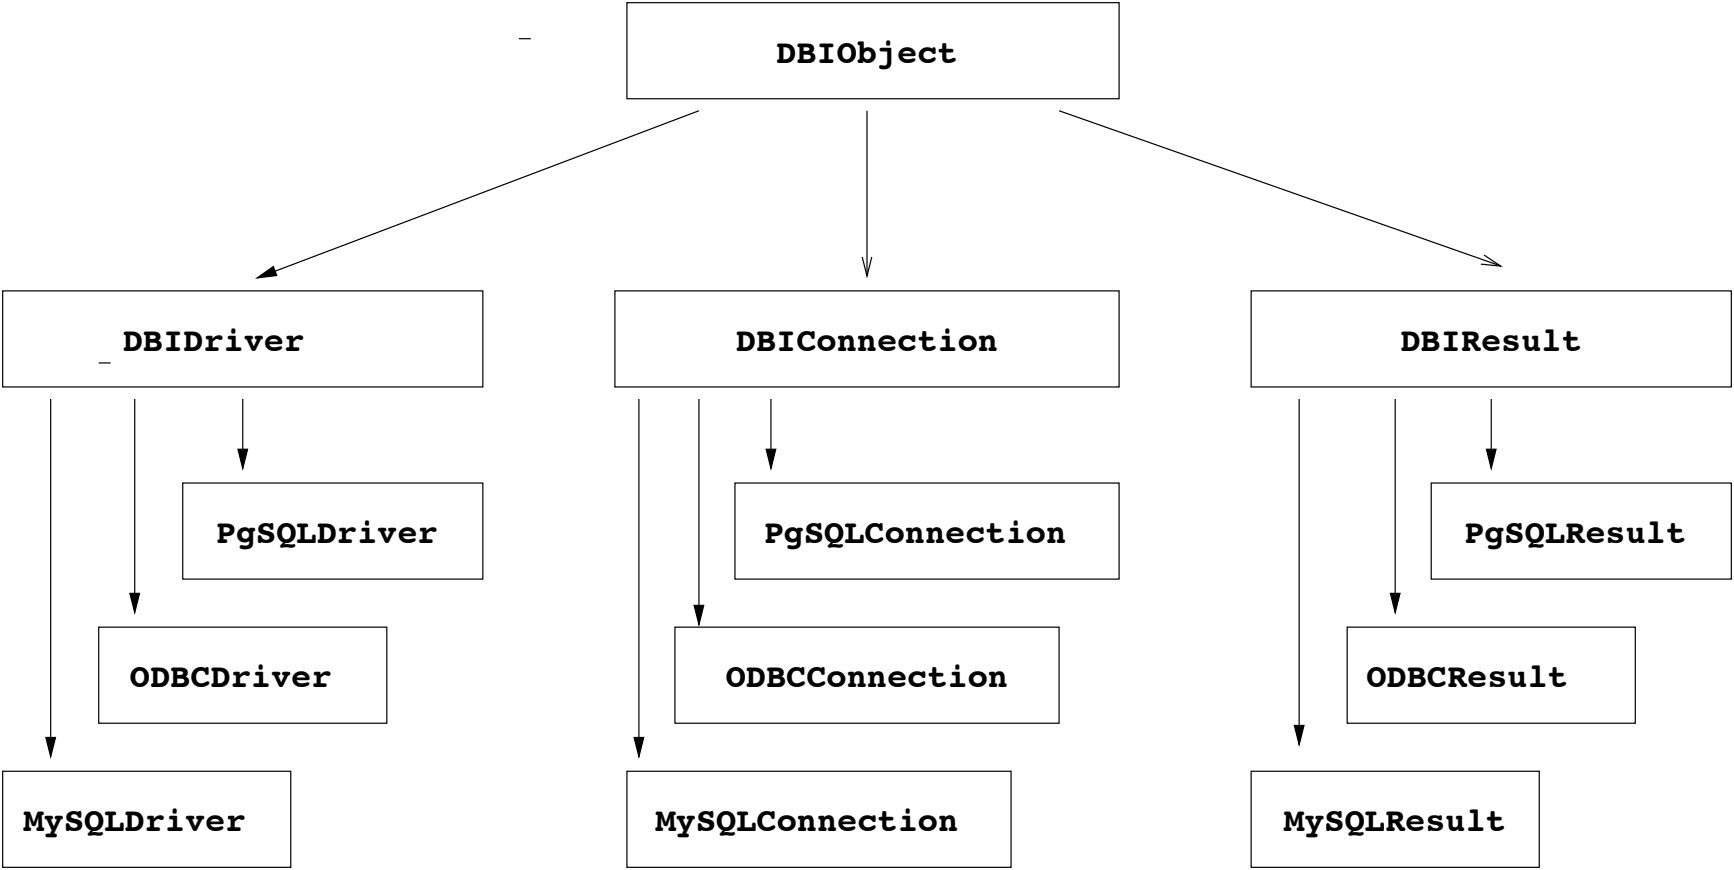 DBIObject
DBIDriver
DBIConnection
DBIResult
PgSQLDriver
PgSQLConnection
PgSQLResult
ODBCDriver
ODBCConnection
ODBCResult
MySQLDriver
MySQLConnection
MySQLResult